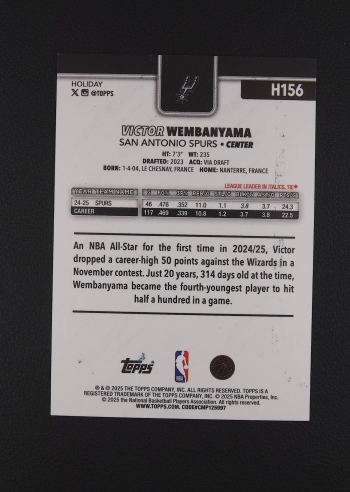 HOLIDAY
X @TOPPS
H156
VICTOR WEMBANYAMA
SAN ANTONIO SPURS • CENTER
HT: 7'3" WT: 235
DRAFTED: 2023 ACQ: VIA DRAFT
BORN: 1-4-04, LE CHESNAY, FRANCE HOME: NANTERRE, FRANCE
LEAGUE LEADER IN ITALICS, TIE♦
YEAR TEAM NAME
24-25 SPURS 46 .476 .352 11.0 1.1 3.8 3.7 24.3
CAREER 117 .469 .339 10.8 1.2 3.7 3.8 22.5
An NBA All-Star for the first time in 2024/25, Victor
dropped a career-high 50 points against the Wizards in a
November contest. Just 20 years, 314 days old at the time,
Wembanyama became the fourth-youngest player to hit
half a hundred in a game.
Topps
NBA
® & © 2025 THE TOPPS COMPANY, INC. ALL RIGHTS RESERVED. TOPPS IS A
REGISTERED TRADEMARK OF THE TOPPS COMPANY, INC. © 2025 NBA Properties, Inc.
© 2025 the National Basketball Players Association. All rights reserved.
WWW.TOPPS.COM. CODE#CMP125997